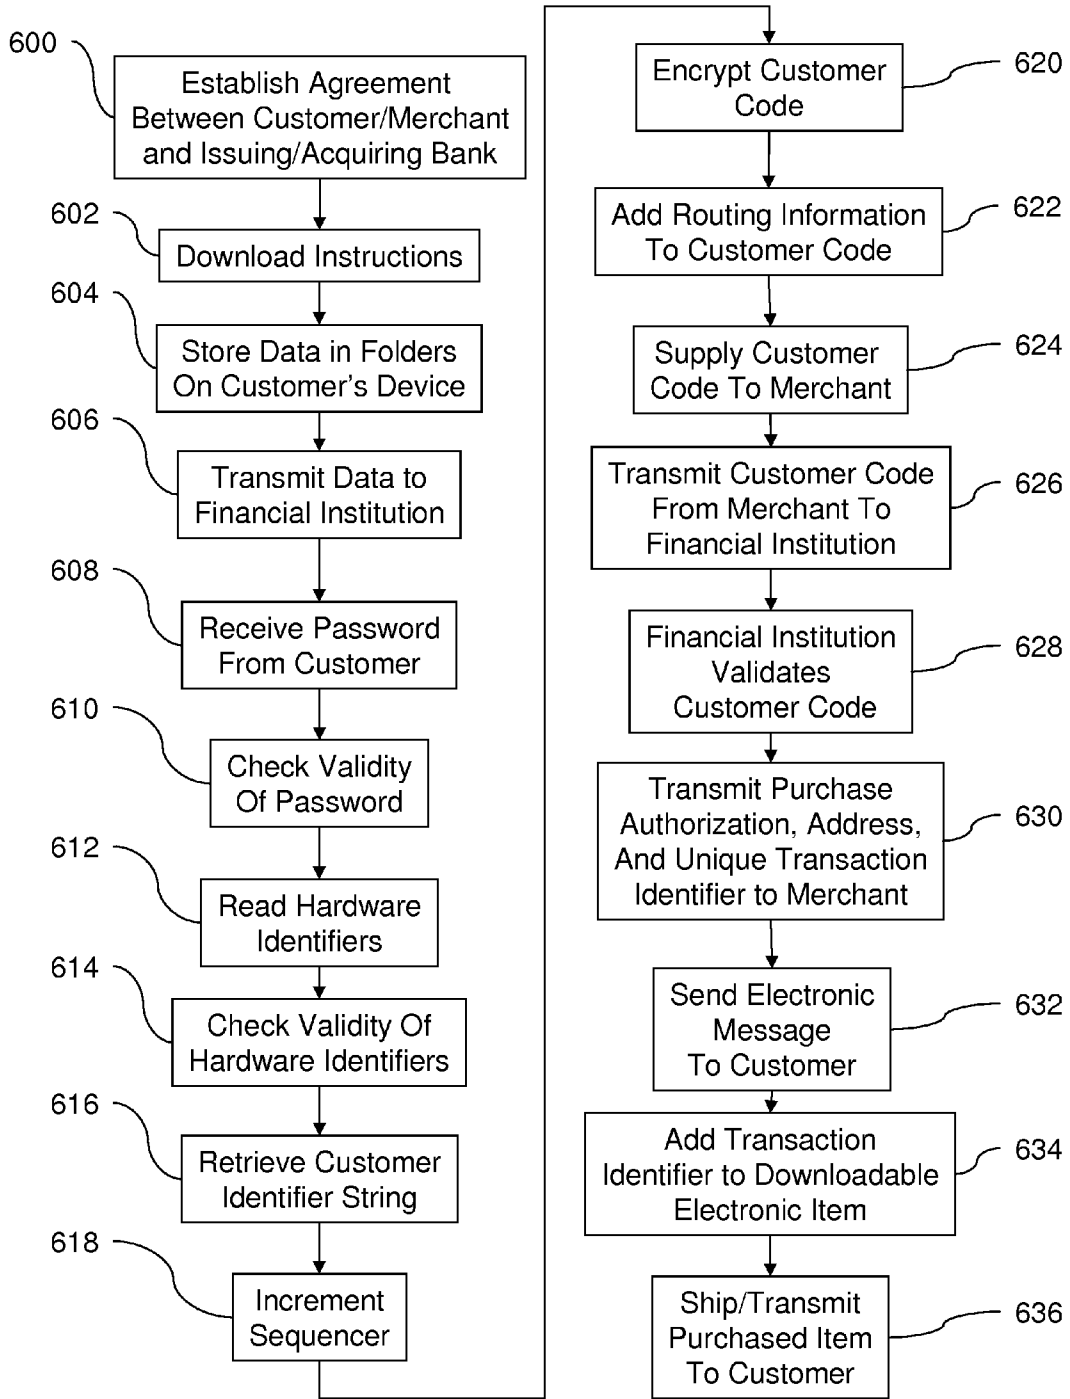 600
Establish Agreement
Between Customer/Merchant
and Issuing/Acquiring Bank
602
Download Instructions
604
Store Data in Folders
On Customer's Device
606
Transmit Data to
Financial Institution
608
Receive Password
From Customer
610
Check Validity
Of Password
612
Read Hardware
Identifiers
614
Check Validity Of
Hardware Identifiers
616
Retrieve Customer
Identifier String
618
Increment
Sequencer
Encrypt Customer
Code
620
Add Routing Information
To Customer Code
622
Supply Customer
Code To Merchant
624
Transmit Customer Code
From Merchant To
Financial Institution
626
Financial Institution
Validates
Customer Code
628
Transmit Purchase
Authorization, Address,
And Unique Transaction
Identifier to Merchant
630
Send Electronic
Message
To Customer
632
Add Transaction
Identifier to Downloadable
Electronic Item
634
Ship/Transmit
Purchased Item
To Customer
636